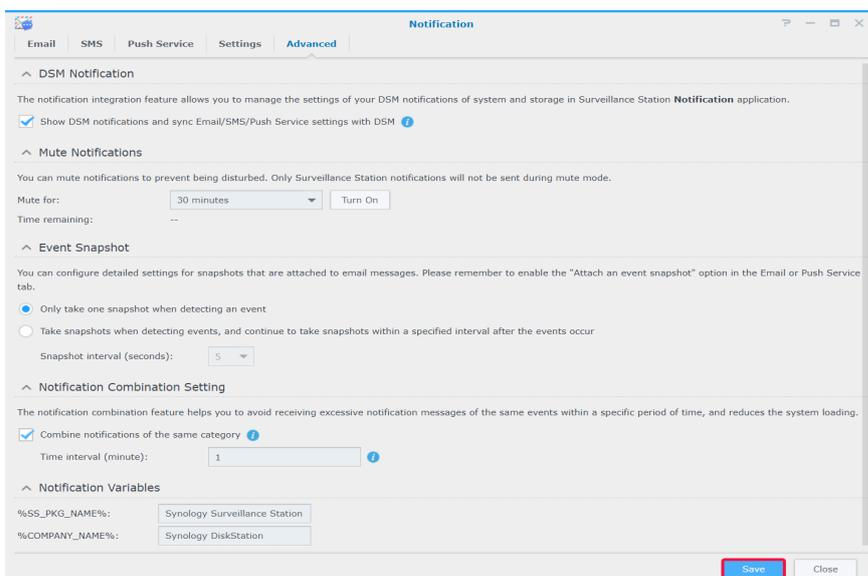 Notification
Email SMS Push Service Settings Advanced
DSM Notification
The notification integration feature allows you to manage the settings of your DSM notifications of system and storage in Surveillance Station Notification application.
Show DSM notifications and sync Email/SMS/Push Service settings with DSM
Mute Notifications
You can mute notifications to prevent being disturbed. Only Surveillance Station notifications will not be sent during mute mode.
Mute for: 30 minutes Turn On
Time remaining: --
Event Snapshot
You can configure detailed settings for snapshots that are attached to email messages. Please remember to enable the "Attach an event snapshot" option in the Email or Push Service
tab.
Only take one snapshot when detecting an event
Take snapshots when detecting events, and continue to take snapshots within a specified interval after the events occur
Snapshot interval (seconds): 5
Notification Combination Setting
The notification combination feature helps you to avoid receiving excessive notification messages of the same events within a specific period of time, and reduces the system loading.
Combine notifications of the same category
Time interval (minute): 1
Notification Variables
%SS_PKG_NAME%: Synology Surveillance Station
%COMPANY_NAME%: Synology DiskStation
Save Close